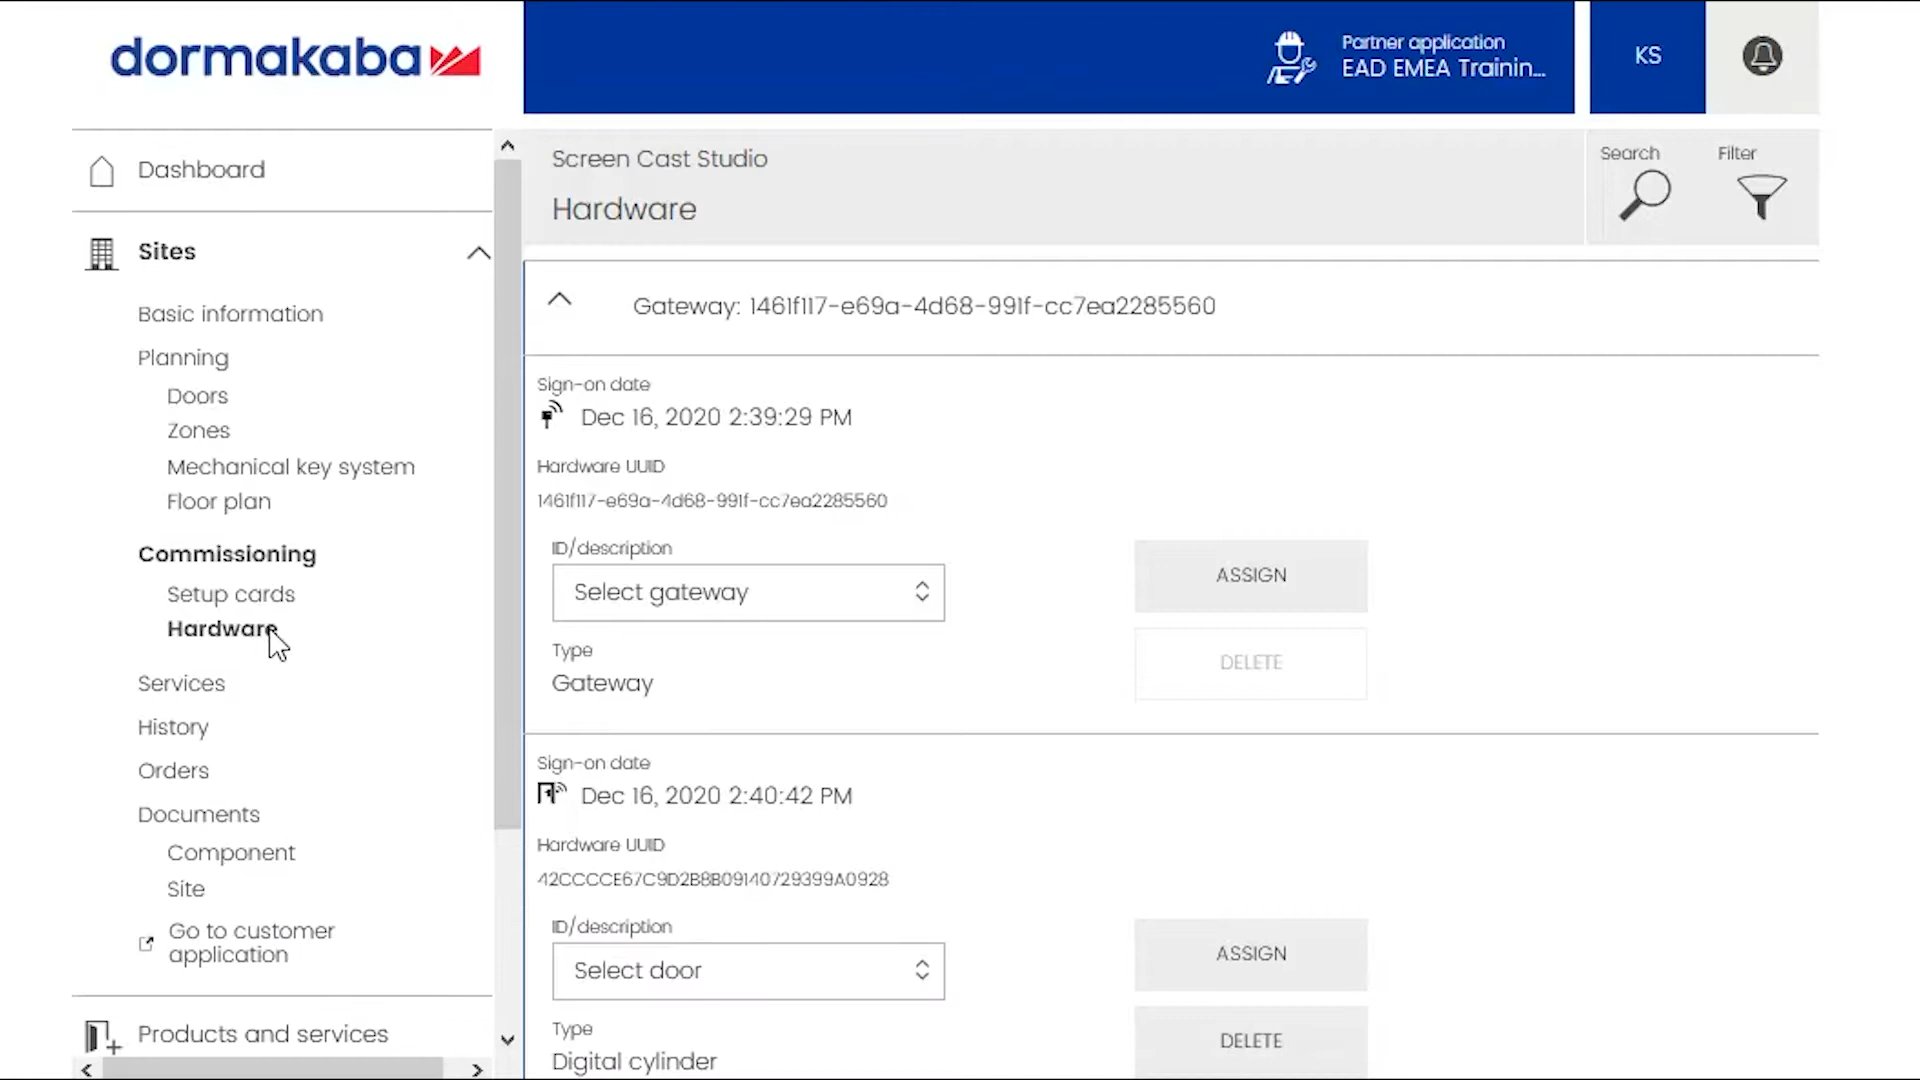 dormakaba
Partner application
EAD EMEA Trainin...
KS
Dashboard
Sites
Basic information
Planning
Doors
Zones
Mechanical key system
Floor plan
Commissioning
Setup cards
Hardware
Services
History
Orders
Documents
Component
Site
Go to customer
application
Products and services
Screen Cast Studio
Hardware
Search
Filter
Gateway: 1461f117-e69a-4d68-991f-cc7ea2285560
Sign-on date
Dec 16, 2020 2:39:29 PM
Hardware UUID
1461f117-e69a-4d68-991f-cc7ea2285560
ID/description
Select gateway
ASSIGN
Type
Gateway
DELETE
Sign-on date
Dec 16, 2020 2:40:42 PM
Hardware UUID
42CCCCE67C9D2B8B09140729399A0928
ID/description
Select door
ASSIGN
Type
Digital cylinder
DELETE